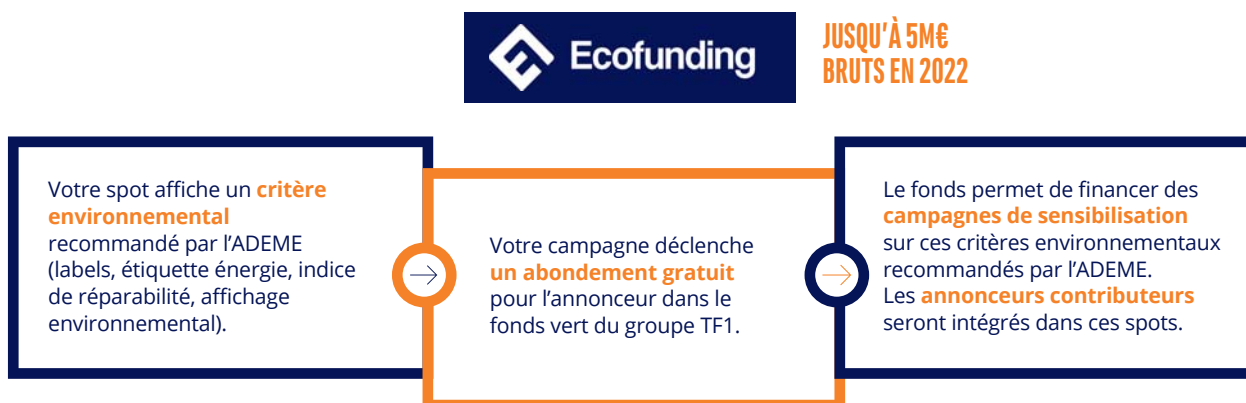 Ecofunding
JUSQU'À 5M€
BRUTS EN 2022
Votre spot affiche un critère
environnemental
recommandé par l'ADEME
(labels, étiquette énergie, indice
de réparabilité, affichage
environnemental).
Votre campagne déclenche
un abondement gratuit
pour l'annonceur dans le
fonds vert du groupe TF1.
Le fonds permet de financer des
campagnes de sensibilisation
sur ces critères environnementaux
recommandés par l'ADEME.
Les annonceurs contributeurs
seront intégrés dans ces spots.